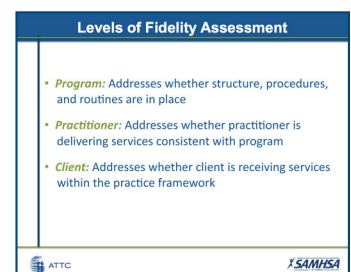 Levels of Fidelity Assessment
• Program: Addresses whether structure, procedures,
and routines are in place
• Practitioner: Addresses whether practitioner is
delivering services consistent with program
• Client: Addresses whether client is receiving services
within the practice framework
ATTC
SAMHSA